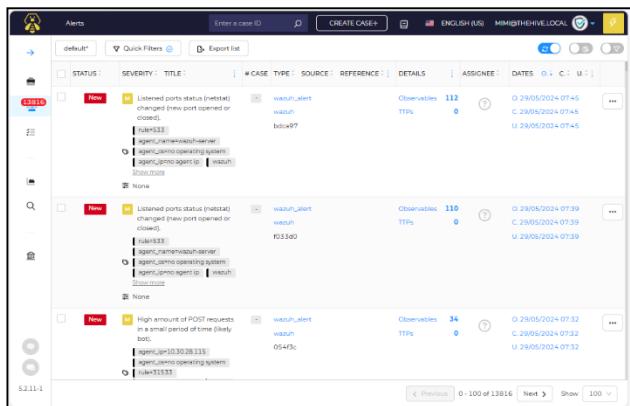 Alerts Enter a case ID CREATE CASE+ ENGLISH (US) MIMI@THEHIVE.LOCAL
default* Quick Filters Export list
STATUS SEVERITY TITLE # CASE TYPE SOURCE REFERENCE DETAILS ASSIGNEE DATES O. C. U.
13816
New M Listened ports status (netstat) changed (new port opened or closed).
rule=533
agent_name=wazuh-server
agent_os=no operating system
agent_ip=no agent ip wazuh
Show more
None
- wazuh_alert
wazuh
bdca97
Observables 112
TTPs 0
?
O. 29/05/2024 07:45
C. 29/05/2024 07:45
U. 29/05/2024 07:45
New M Listened ports status (netstat) changed (new port opened or closed).
rule=533
agent_name=wazuh-server
agent_os=no operating system
agent_ip=no agent ip wazuh
Show more
None
- wazuh_alert
wazuh
f033d0
Observables 110
TTPs 0
?
O. 29/05/2024 07:39
C. 29/05/2024 07:39
U. 29/05/2024 07:39
New M High amount of POST requests in a small period of time (likely bot).
agent_ip=10.30.28.115
agent_os=no operating system
rule=31533
- wazuh_alert
wazuh
054f3c
Observables 34
TTPs 0
?
O. 29/05/2024 07:32
C. 29/05/2024 07:32
U. 29/05/2024 07:32
5.2.11-1
Previous 0 - 100 of 13816 Next Show 100